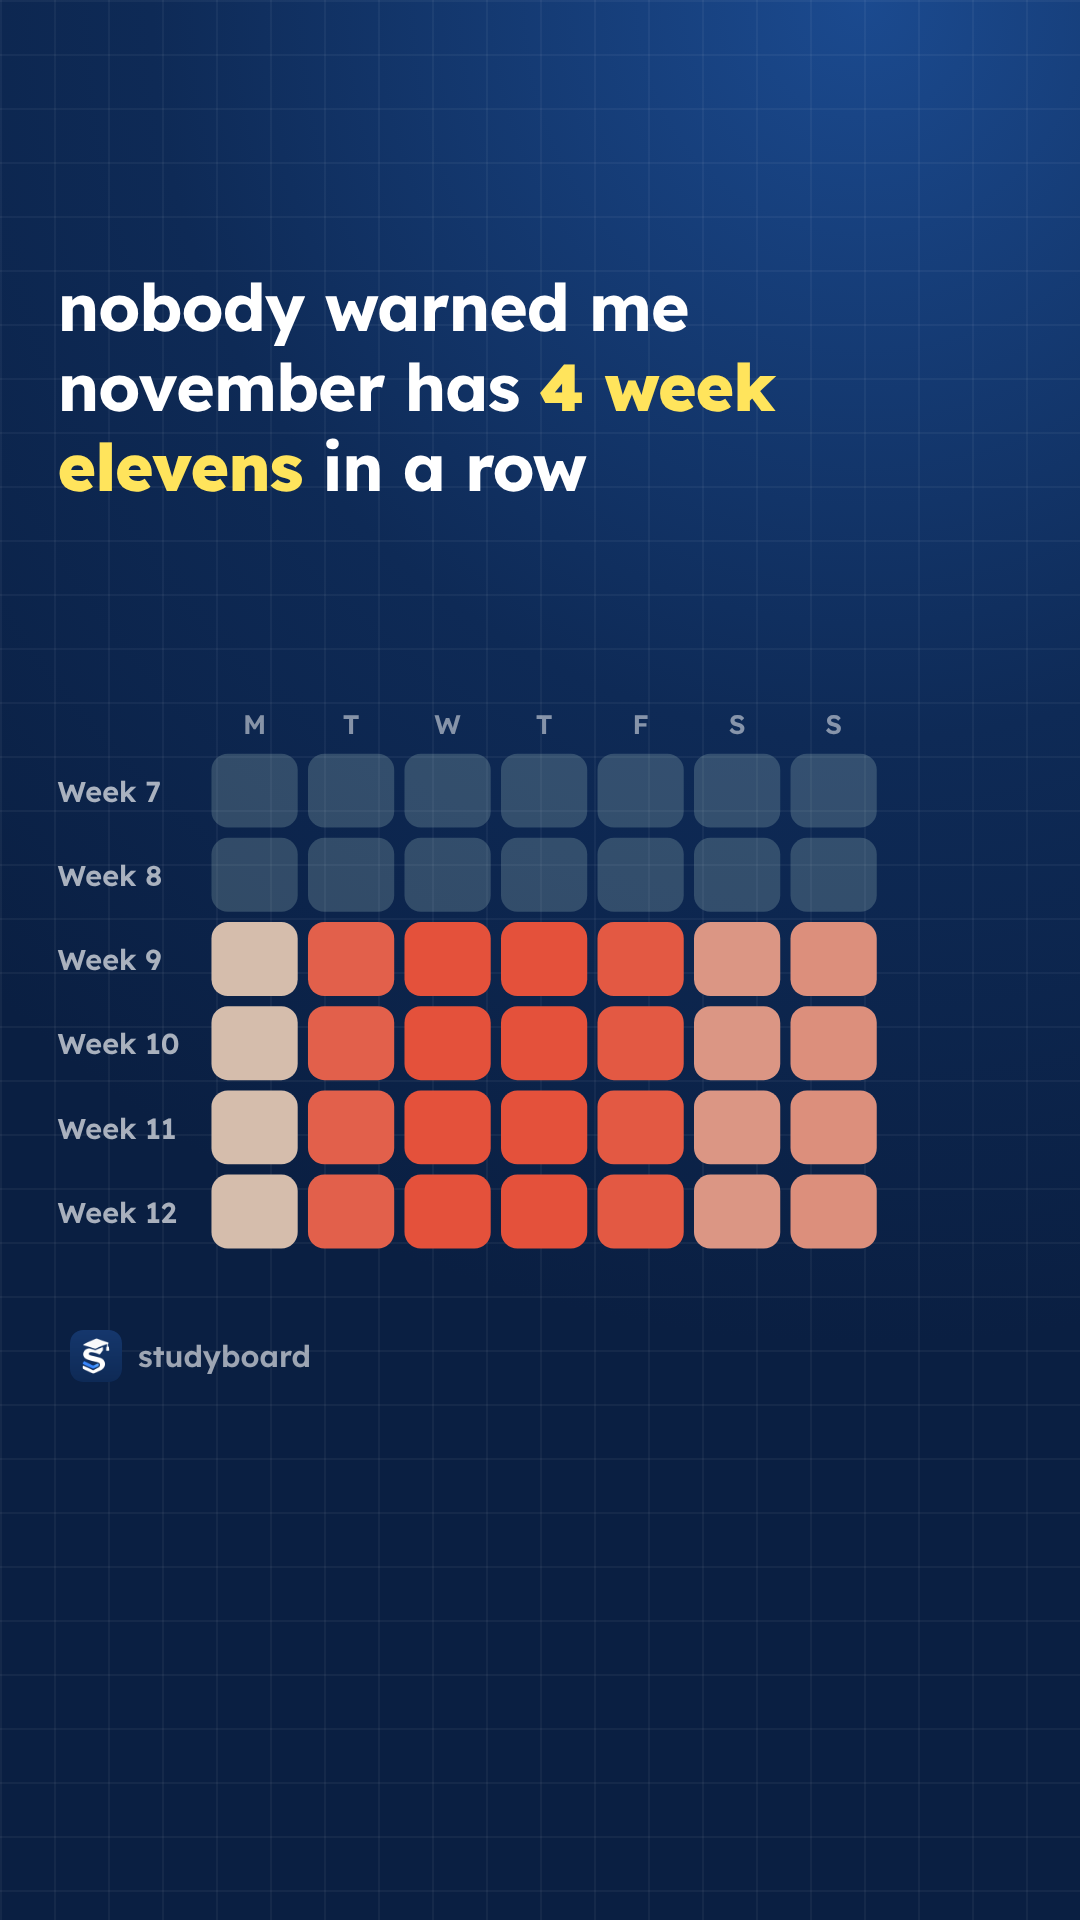 nobody warned me
november has 4 week
elevens in a row
M T W T F S S
Week 7
Week 8
Week 9
Week 10
Week 11
Week 12
studyboard